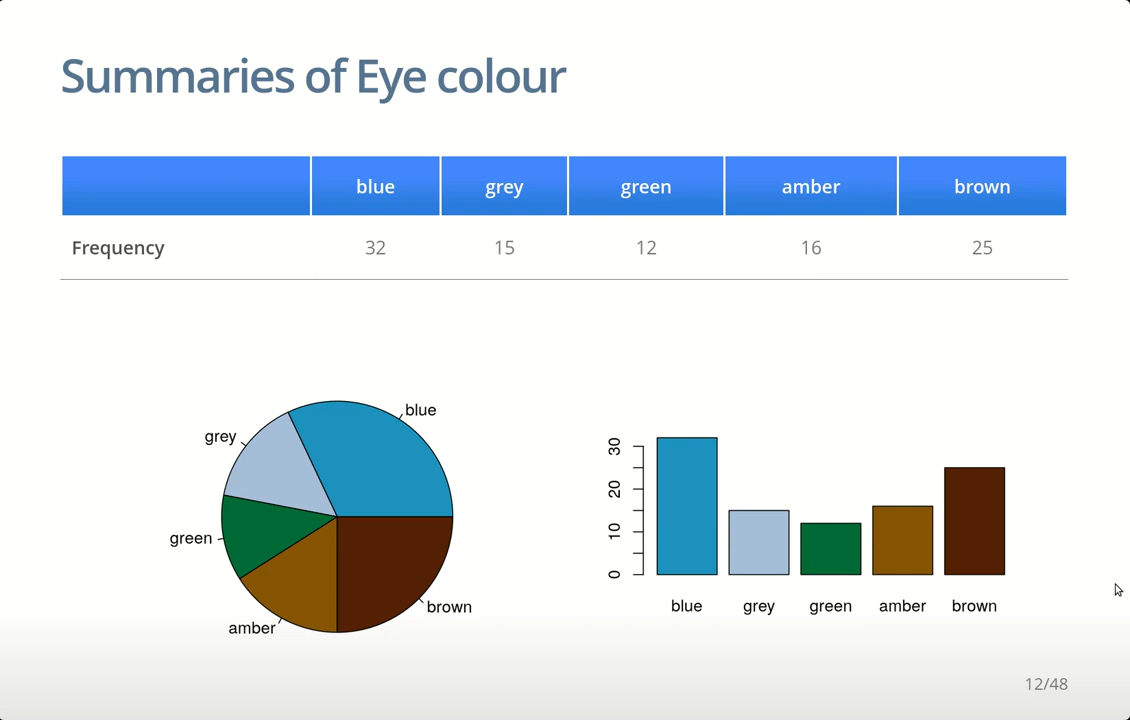 Summaries of Eye colour
blue grey green amber brown
Frequency 32 15 12 16 25
blue
grey
green
amber
brown
30
20
10
0
blue grey green amber brown
12/48